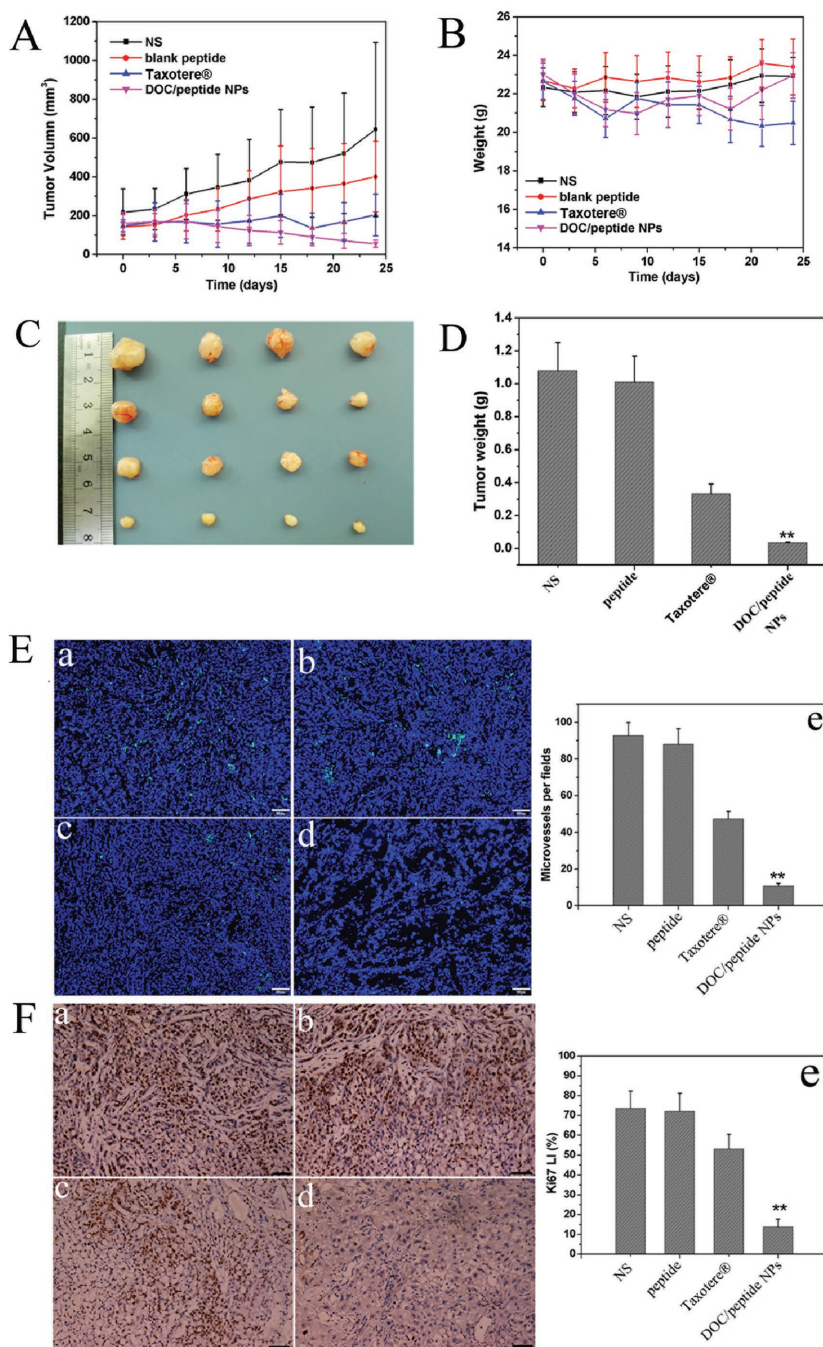 A
1200
1000
800
600
400
200
0
Tumor Volumn (mm³)
NS
blank peptide
Taxotere®
DOC/peptide NPs
0 5 10 15 20 25
Time (days)
B
24
23
22
21
20
19
18
17
16
14
Weight (g)
NS
blank peptide
Taxotere®
DOC/peptide NPs
0 5 10 15 20 25
Time (days)
C
1
2
3
4
5
6
7
8
D
1.4
1.2
1.0
0.8
0.6
0.4
0.2
0.0
Tumor weight (g)
**
NS
peptide
Taxotere®
DOC/peptide
NPs
E
a
b
c
d
e
100
80
60
40
20
0
Microvessels per fields
**
NS
peptide
Taxotere®
DOC/peptide NPs
F
a
b
c
d
e
100
90
80
70
60
50
40
30
20
10
0
Ki67 LI (%)
**
NS
peptide
Taxotere®
DOC/peptide NPs